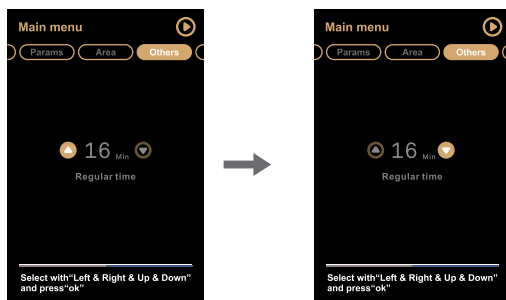 Main menu
Params
Area
Others
16 Min
Regular time
Select with“Left & Right & Up & Down”
and press“ok”
Main menu
Params
Area
Others
16 Min
Regular time
Select with“Left & Right & Up & Down”
and press“ok”